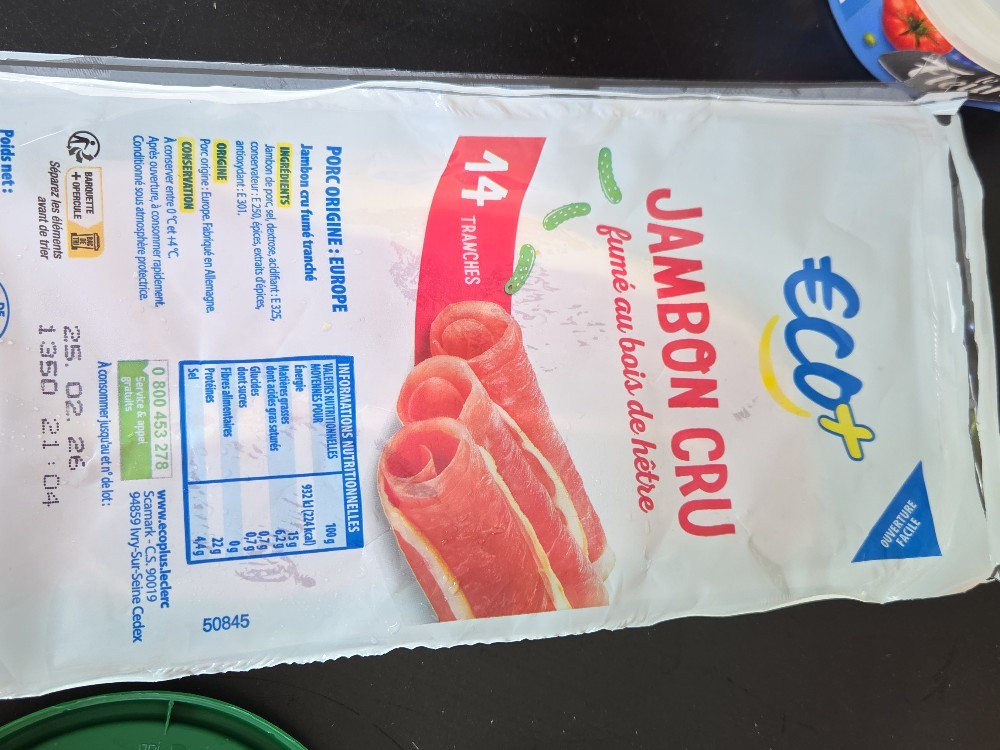 ECO+
OUVERTURE
FACILE
JAMBON CRU
fumé au bois de hêtre
14 TRANCHES
PORC ORIGINE : EUROPE
Jambon cru fumé tranché
INGRÉDIENTS
Jambon de porc, sel, dextrose, acidifiant : E 325,
conservateur : E 250, épices, extraits d'épices,
antioxydant : E 301.
ORIGINE
Porc origine : Europe. Fabriqué en Allemagne.
CONSERVATION
A conserver entre 0 °C et +4 °C.
Après ouverture, à consommer rapidement.
Conditionné sous atmosphère protectrice.
BARQUETTE
+ OPERCULE
Séparez les éléments
avant de trier
Poids net :
INFORMATIONS NUTRITIONNELLES
VALEURS NUTRITIONNELLES
MOYENNES POUR 100 g
Énergie 932 kJ (224 kcal)
Matières grasses 15 g
dont acides gras saturés 6,2 g
Glucides 0,7 g
dont sucres 0,7 g
Fibres alimentaires 0 g
Protéines 22 g
Sel 4,4 g
50845
0 800 453 278
Service & appel
gratuits
www.ecoplus.leclerc
Scamark - C.S. 90019
94859 Ivry-Sur-Seine Cedex
À consommer jusqu'au et n° de lot :
25.02.26
1350 21:04
DE